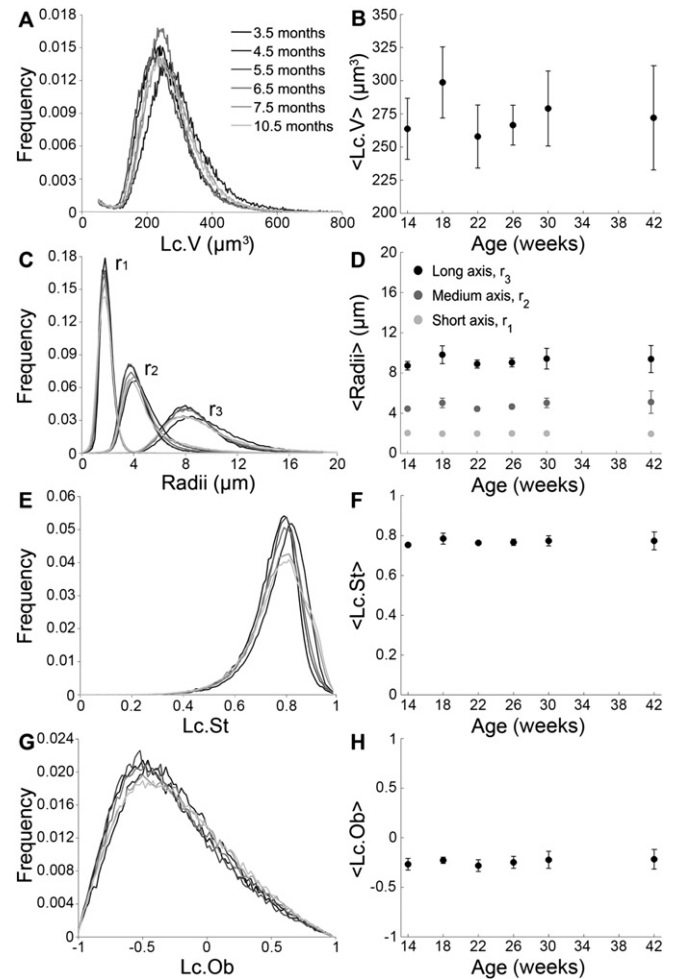 A
0.018
0.015
0.012
0.009
0.006
0.003
0
Frequency
3.5 months
4.5 months
5.5 months
6.5 months
7.5 months
10.5 months
0 200 400 600 800
Lc.V (µm³)
B
350
325
300
275
250
225
200
<Lc.V> (µm³)
14 18 22 26 30 34 38 42
Age (weeks)
C
0.18
0.15
0.12
0.09
0.06
0.03
0
Frequency
r1
r2
r3
0 4 8 12 16 20
Radii (µm)
D
20
16
12
8
4
0
<Radii> (µm)
Long axis, r3
Medium axis, r2
Short axis, r1
14 18 22 26 30 34 38 42
Age (weeks)
E
0.06
0.05
0.04
0.03
0.02
0.01
0
Frequency
0 0.2 0.4 0.6 0.8 1
Lc.St
F
1
0.8
0.6
0.4
0.2
0
<Lc.St>
14 18 22 26 30 34 38 42
Age (weeks)
G
0.024
0.020
0.016
0.012
0.008
0.004
0
Frequency
-1 -0.5 0 0.5 1
Lc.Ob
H
1
0.5
0
-0.5
-1
<Lc.Ob>
14 18 22 26 30 34 38 42
Age (weeks)